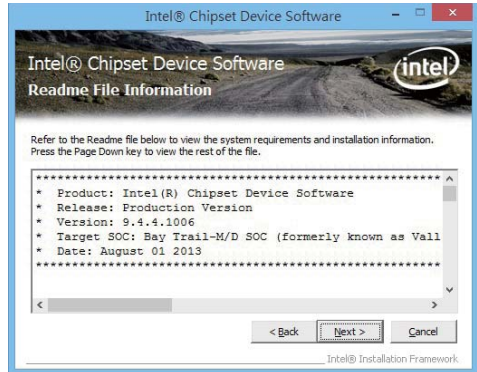 Intel® Chipset Device Software
Intel® Chipset Device Software
intel
Readme File Information
Refer to the Readme file below to view the system requirements and installation information.
Press the Page Down key to view the rest of the file.
************************************************************
* Product: Intel(R) Chipset Device Software
* Release: Production Version
* Version: 9.4.4.1006
* Target SOC: Bay Trail-M/D SOC (formerly known as Vall
* Date: August 01 2013
************************************************************
< Back Next > Cancel
Intel® Installation Framework